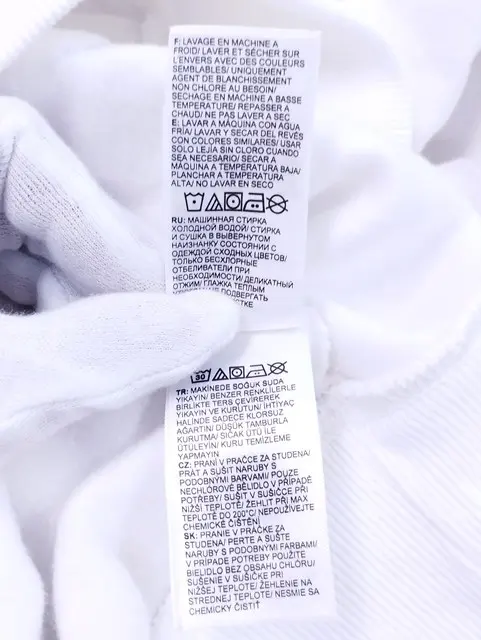 F: LAVAGE EN MACHINE A
FROID/ LAVER ET SÉCHER SUR
L'ENVERS AVEC DES COULEURS
SEMBLABLES/ UNIQUEMENT
AGENT DE BLANCHISSEMENT
NON CHLORE AU BESOIN/
SECHAGE EN MACHINE A BASSE
TEMPERATURE/ REPASSER A
CHAUD/ NE PAS LAVER A SEC
E: LAVAR A MÁQUINA CON AGUA
FRÍA/ LAVAR Y SECAR DEL REVÉS
CON COLORES SIMILARES/ USAR
SOLO LEJÍA SIN CLORO CUANDO
SEA NECESARIO/ SECAR A
MÁQUINA A TEMPERATURA BAJA/
PLANCHAR A TEMPERATURA
ALTA/ NO LAVAR EN SECO
RU: МАШИННАЯ СТИРКА
ХОЛОДНОЙ ВОДОЙ/ СТИРКА
И СУШКА В ВЫВЕРНУТОМ
НАИЗНАНКУ СОСТОЯНИИ С
ОДЕЖДОЙ СХОДНЫХ ЦВЕТОВ/
ТОЛЬКО БЕСХЛОРНЫЕ
ОТБЕЛИВАТЕЛИ ПРИ
НЕОБХОДИМОСТИ/ ДЕЛИКАТНЫЙ
ОТЖИМ/ ГЛАЖКА ТЕПЛЫМ
ПОДВЕРГАТЬ
30
TR: MAKİNEDE SOĞUK SUDA
YIKAYIN/ BENZER RENKLİLERLE
BİRLİKTE TERS ÇEVİREREK
YIKAYIN VE KURUTUN/ İHTİYAÇ
HALİNDE SADECE KLORSUZ
AĞARTIN/ DÜŞÜK TAMBURLA
KURUTMA/ SICAK ÜTÜ İLE
ÜTÜLEYİN/ KURU TEMİZLEME
YAPMAYIN
CZ: PRANÍ V PRAČCE ZA STUDENA/
PRÁT A SUŠIT NARUBY S
PODOBNÝMI BARVAMI/ POUZE
NECHLÓROVÉ BĚLIDLO V PŘÍPADĚ
POTŘEBY/ SUŠIT V SUŠIČCE PŘI
NIŽŠÍ TEPLOTĚ/ ŽEHLIT PŘI MAX
TEPLOTĚ DO 200°C/ NEPOUŽÍVEJTE
CHEMICKÉ ČIŠTĚNÍ
SK: PRANIE V PRÁČKE ZA
STUDENA/ PERTE A SUŠTE
NARUBY S PODOBNÝMI FARBAMI/
V PRÍPADE POTREBY POUŽITE
BIELIDLO BEZ OBSAHU CHLÓRU/
SUŠENIE V SUŠIČKE PRI
NIŽŠEJ TEPLOTE/ ŽEHLENIE NA
STREDNEJ TEPLOTE/ NESMIE SA
CHEMICKY ČISTIŤ